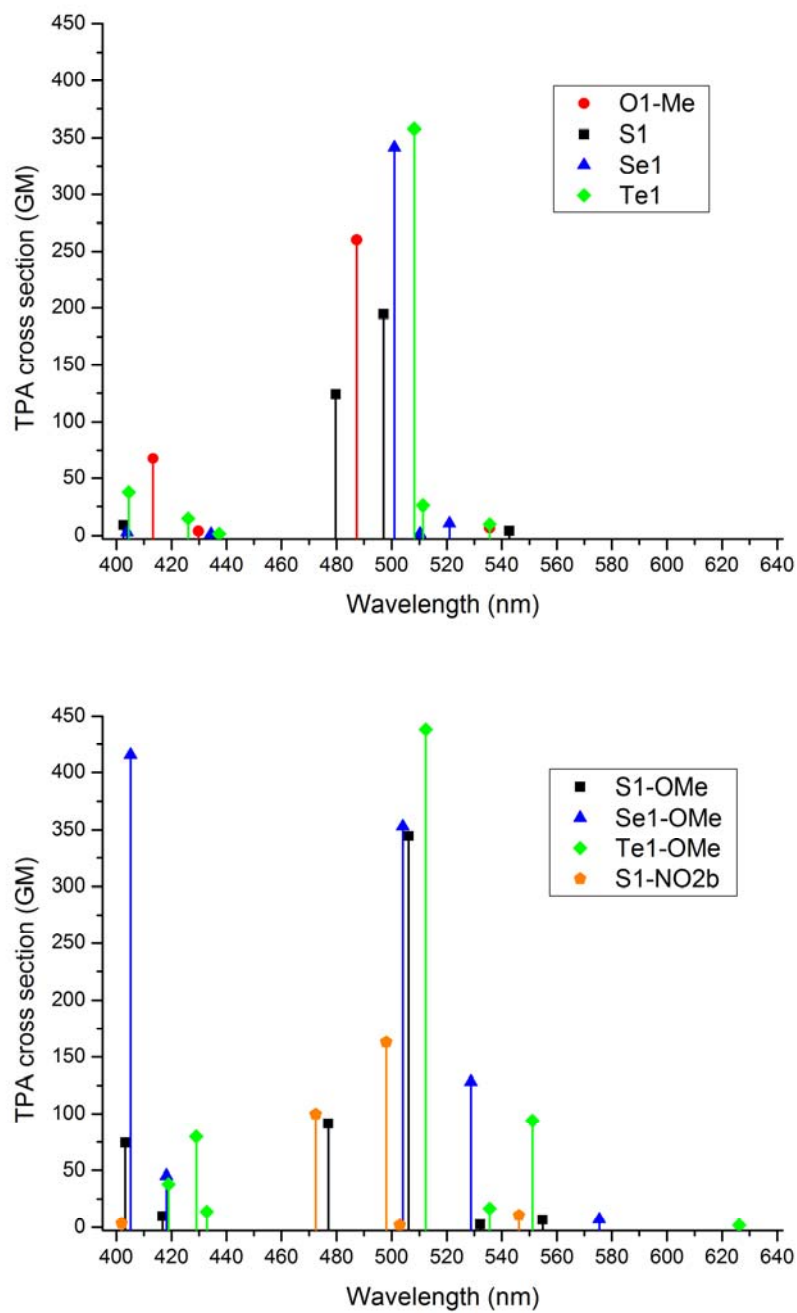 450
400
350
300
250
200
150
100
50
0
TPA cross section (GM)
O1-Me
S1
Se1
Te1
400 420 440 460 480 500 520 540 560 580 600 620 640
Wavelength (nm)
450
400
350
300
250
200
150
100
50
0
TPA cross section (GM)
S1-OMe
Se1-OMe
Te1-OMe
S1-NO2b
400 420 440 460 480 500 520 540 560 580 600 620 640
Wavelength (nm)